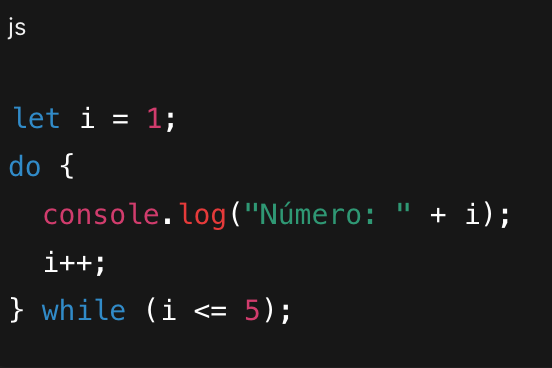 js
let i = 1;
do {
  console.log("Número: " + i);
  i++;
} while (i <= 5);